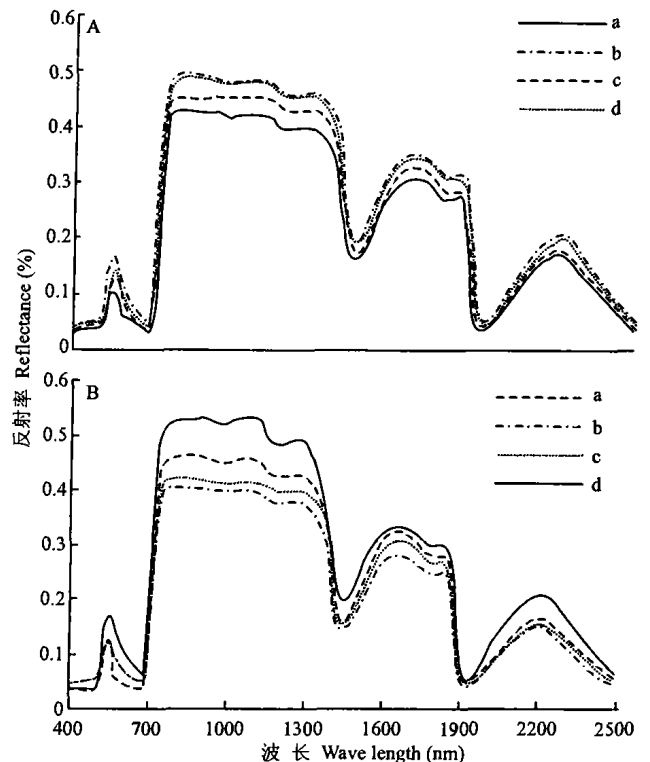 0.6
A
0.5
0.4
0.3
0.2
0.1
0
a
b
c
d
反射率 Reflectance (%)
0.6
B
0.5
0.4
0.3
0.2
0.1
0
a
b
c
d
400 700 1000 1300 1600 1900 2200 2500
波 长 Wave length (nm)